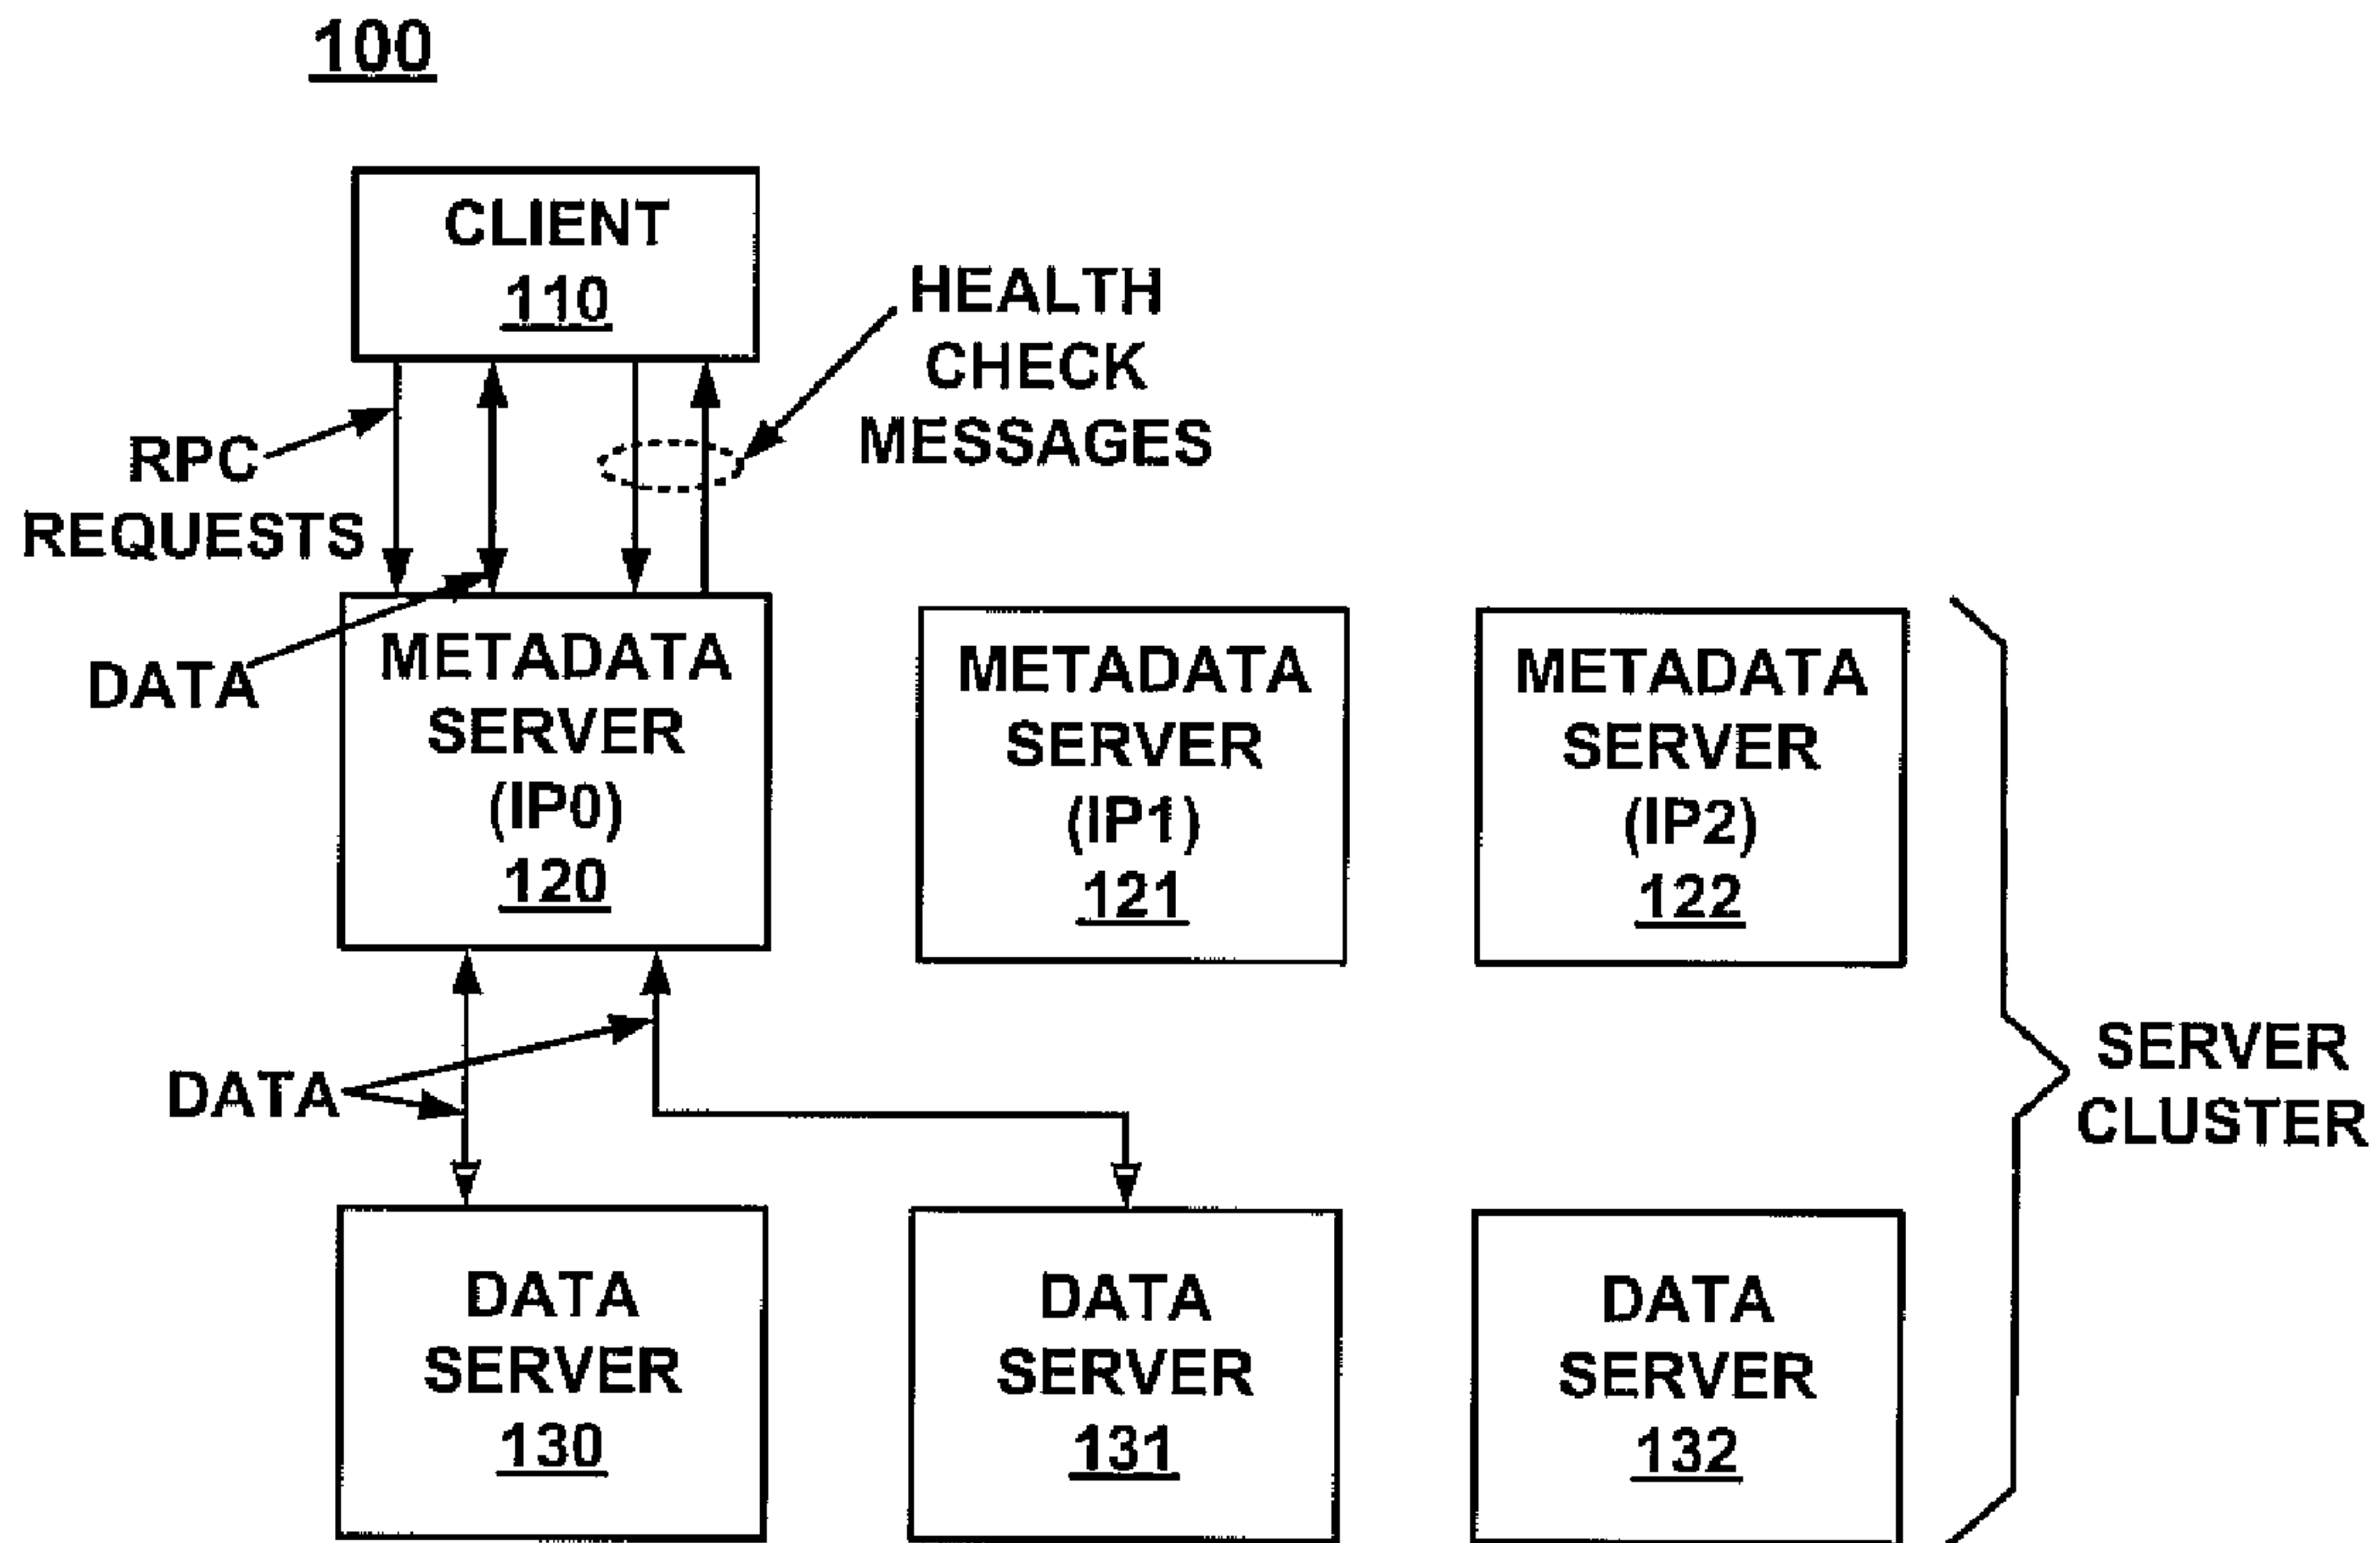 100
CLIENT
110
HEALTH
CHECK
MESSAGES
RPC
REQUESTS
DATA
METADATA
SERVER
(IP0)
120
METADATA
SERVER
(IP1)
121
METADATA
SERVER
(IP2)
122
DATA
SERVER
CLUSTER
DATA
SERVER
130
DATA
SERVER
131
DATA
SERVER
132